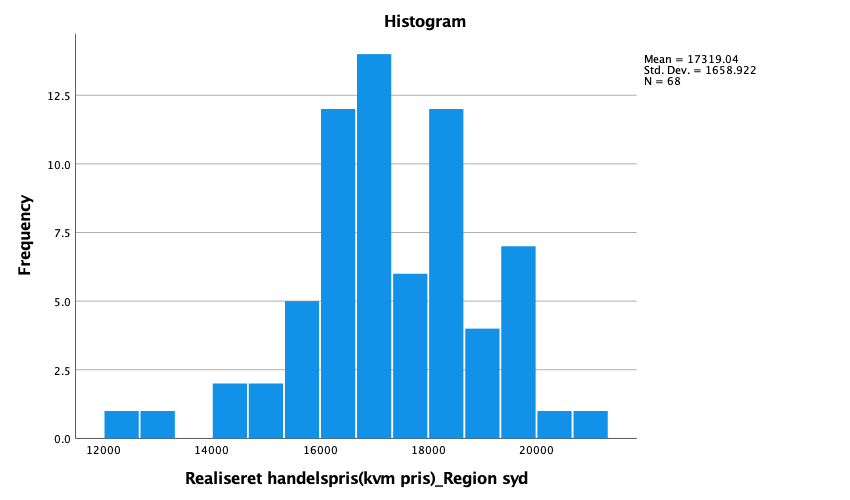 Histogram
Mean = 17319.04
Std. Dev. = 1658.922
N = 68
12.5
10.0
7.5
5.0
2.5
0.0
Frequency
12000 14000 16000 18000 20000
Realiseret handelspris(kvm pris)_Region syd